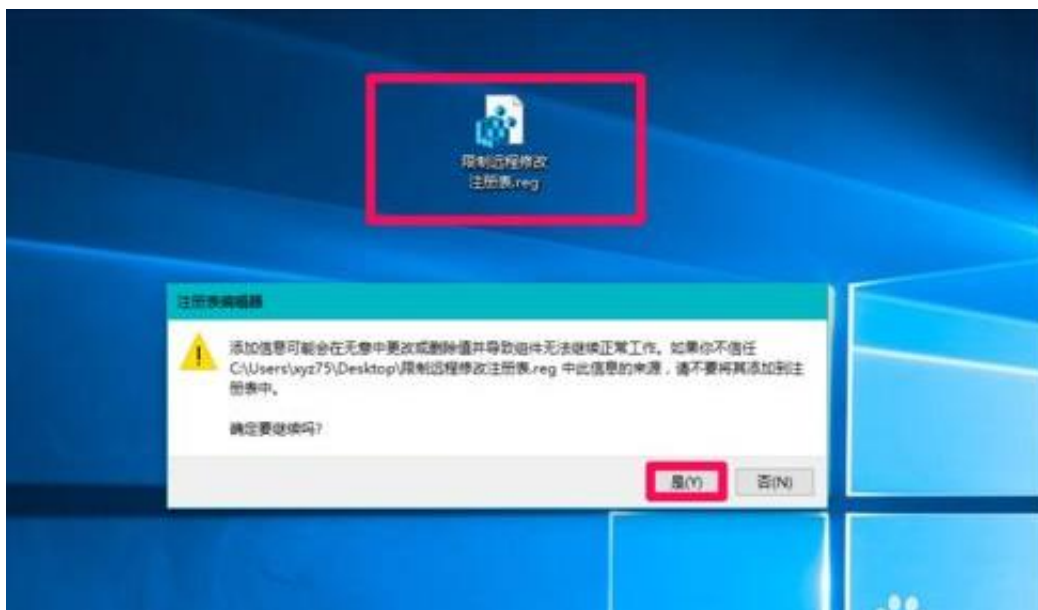 限制远程修改
注册表.reg
注册表编辑器
添加信息可能会在无意中更改或删除值并导致组件无法继续正常工作。如果你不信任
C:\Users\xyz75\Desktop\限制远程修改注册表.reg 中此信息的来源，请不要将其添加到注
册表中。
确定要继续吗?
是(Y)
否(N)